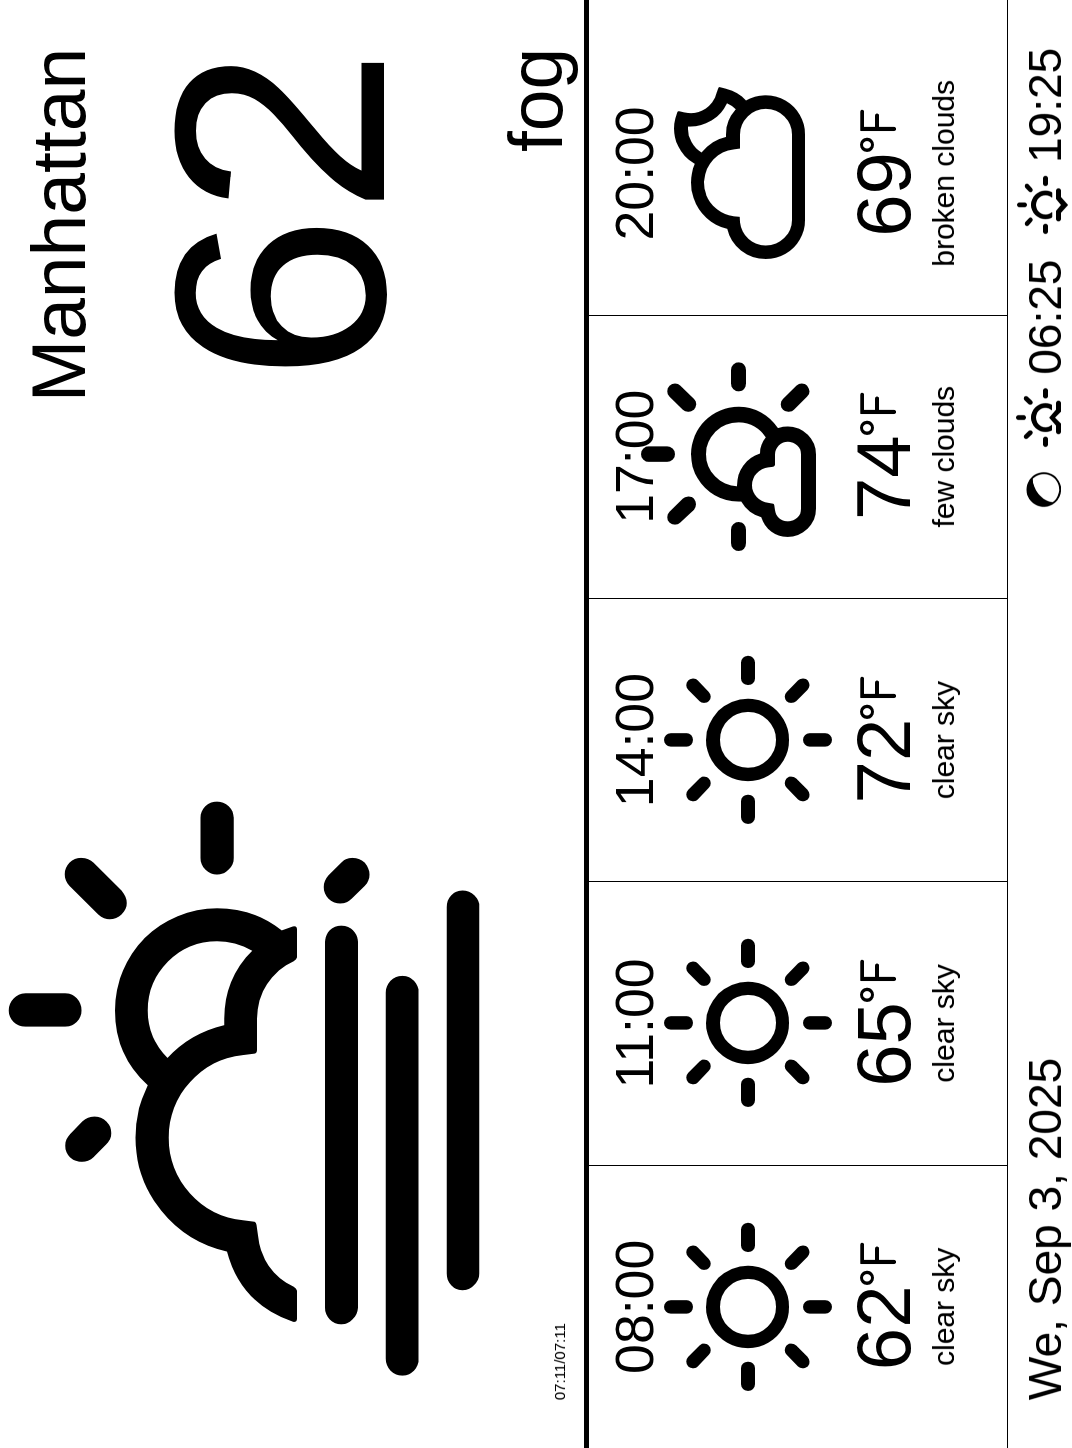 Manhattan
62
fog
07:11/07:11
08:00 11:00 14:00 17:00 20:00
62°F 65°F 72°F 74°F 69°F
clear sky clear sky clear sky few clouds broken clouds
We, Sep 3, 2025 06:25 19:25